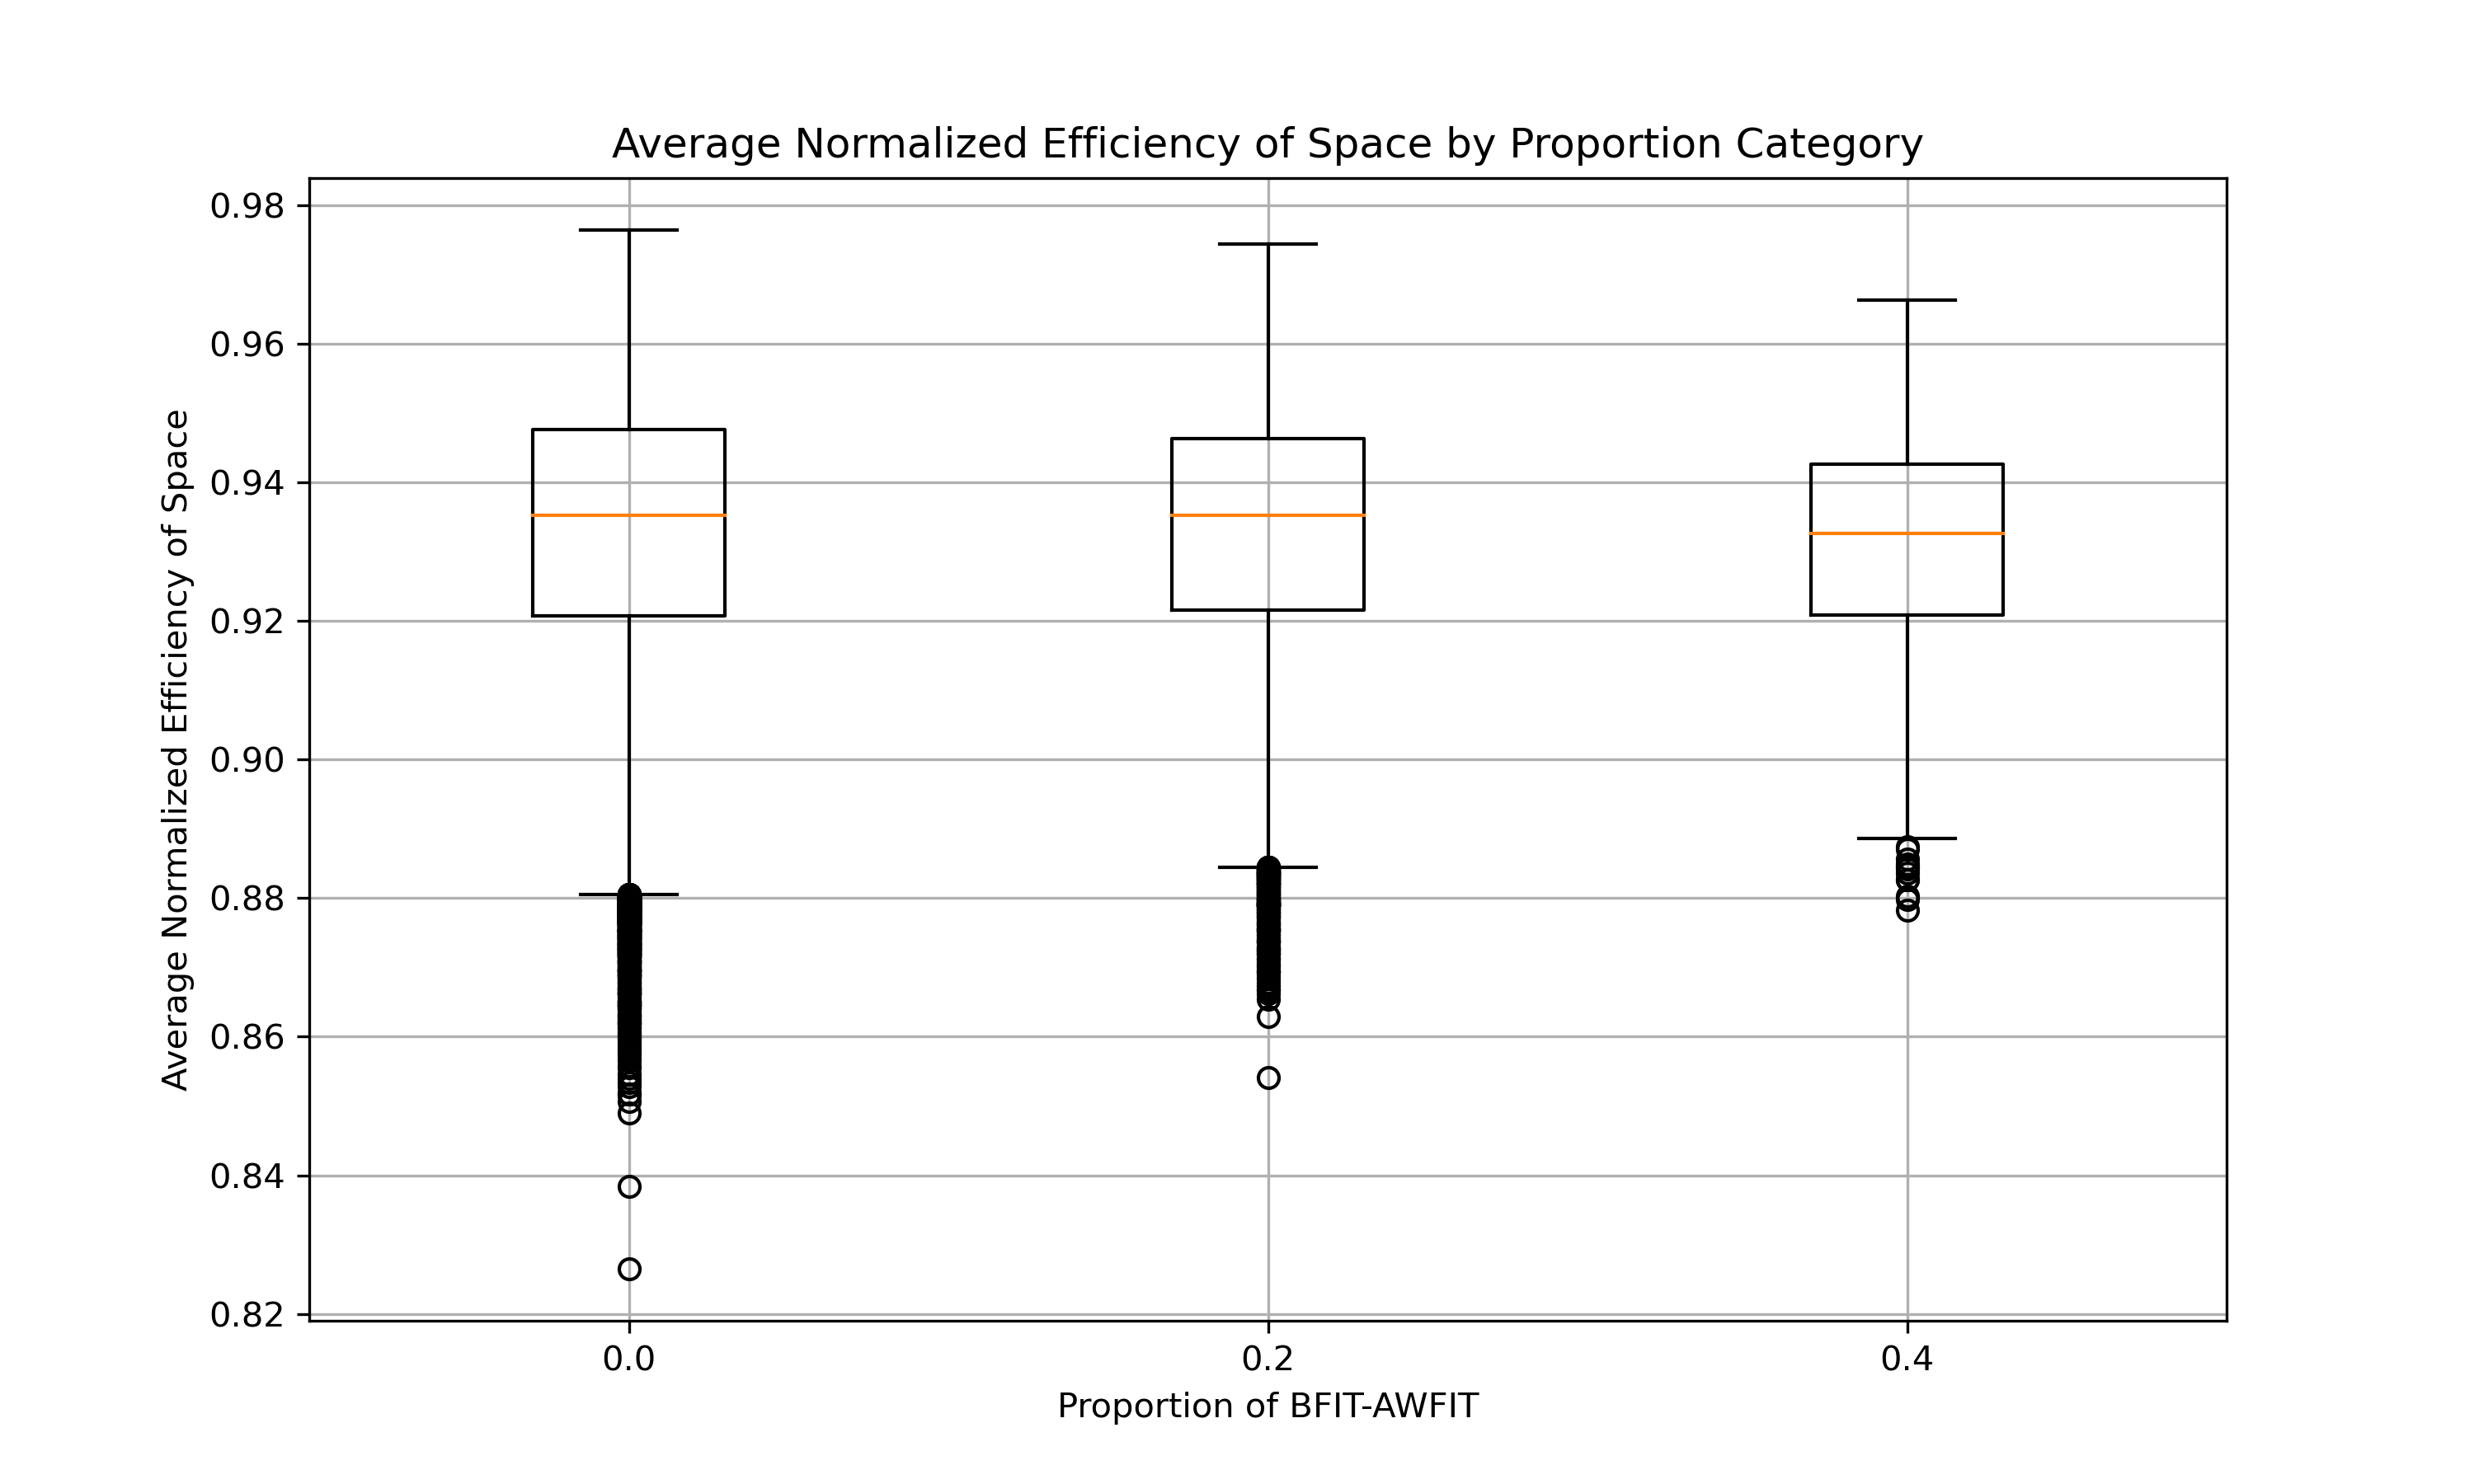 Average Normalized Efficiency of Space by Proportion Category
Average Normalized Efficiency of Space
0.98
0.96
0.94
0.92
0.90
0.88
0.86
0.84
0.82
0.0 0.2 0.4
Proportion of BFIT-AWFIT